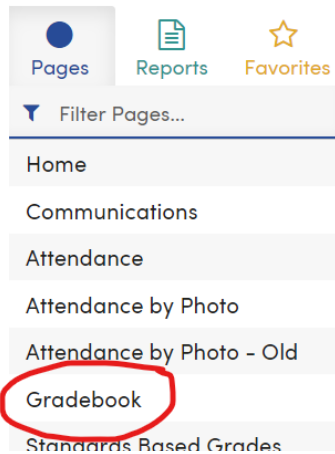 Pages Reports Favorites
Filter Pages...
Home
Communications
Attendance
Attendance by Photo
Attendance by Photo - Old
Gradebook
Standards Based Grades